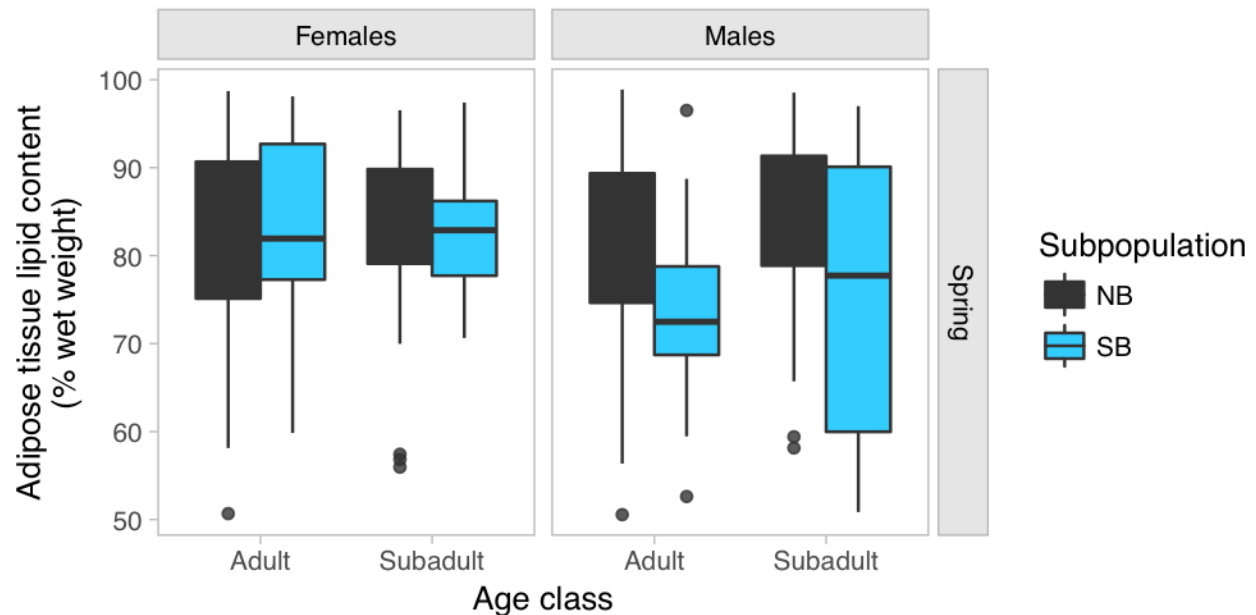 Females
Males
Adipose tissue lipid content
(% wet weight)
100
90
80
70
60
50
Spring
Adult
Subadult
Adult
Subadult
Age class
Subpopulation
NB
SB